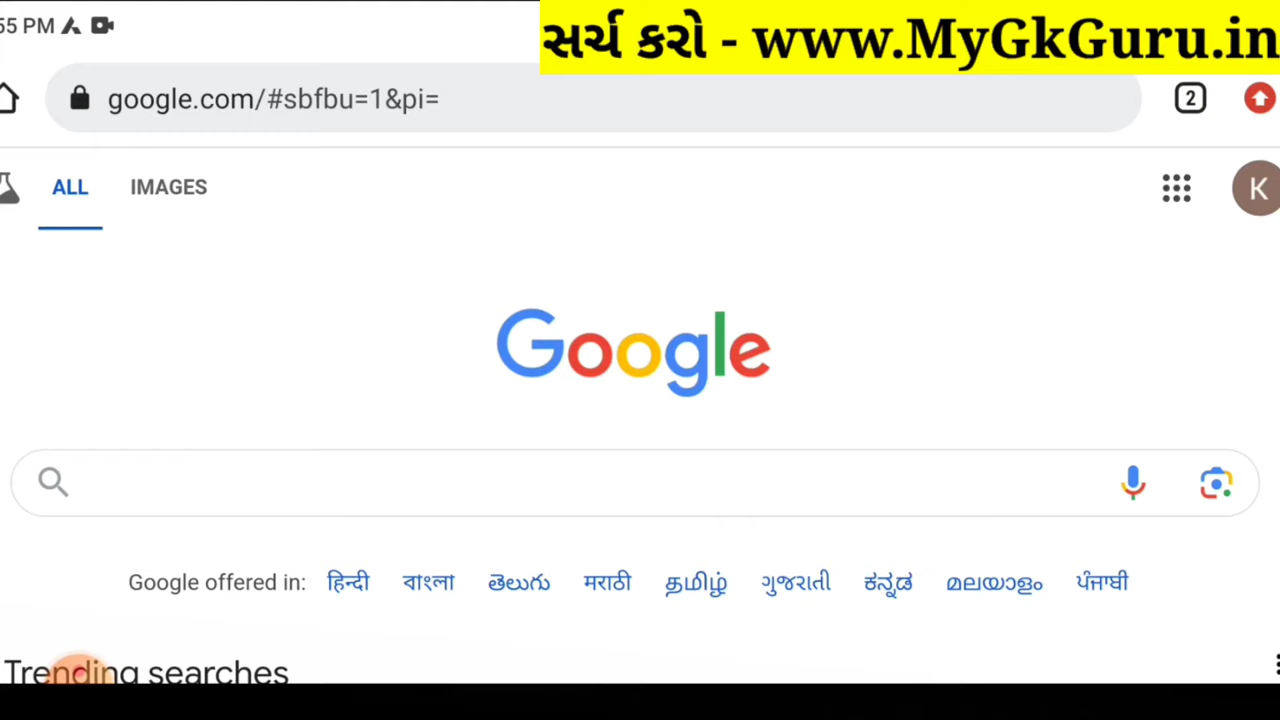 55 PM
સર્ચ કરો - www.MyGkGuru.in
google.com/#sbfbu=1&pi=
2
ALL IMAGES
K
Google
Google offered in: हिन्दी বাংলা తెలుగు मराठी தமிழ் ગુજરાતી ಕನ್ನಡ മലയാളം ਪੰਜਾਬੀ
Trending searches